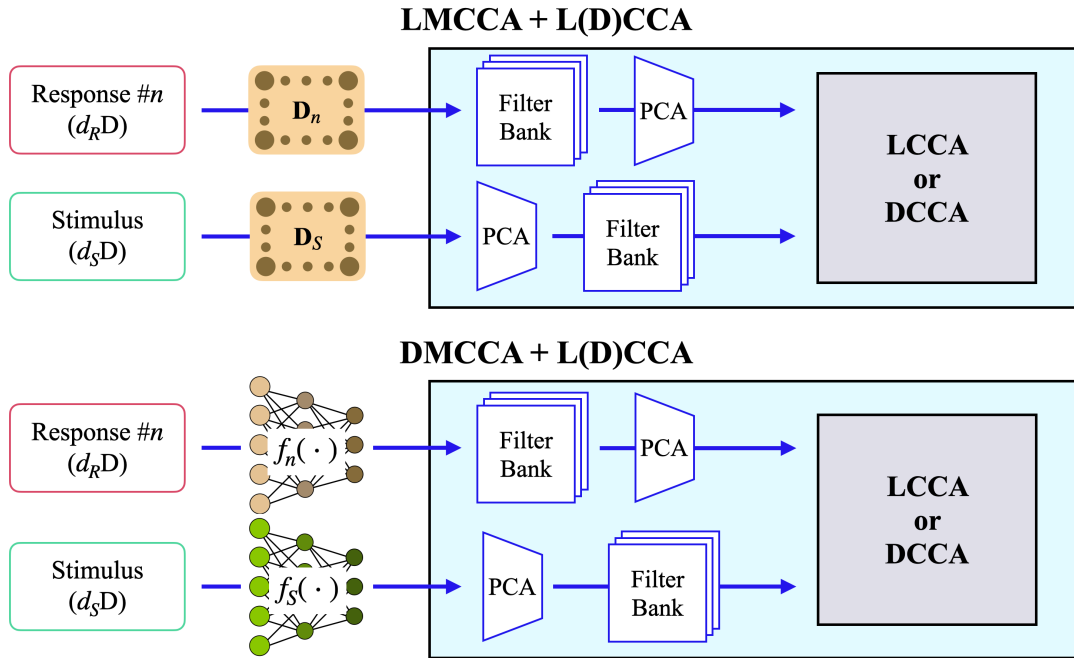 LMCCA + L(D)CCA
Response #n
(d_RD)
D_n
Filter
Bank
PCA
LCCA
or
DCCA
Stimulus
(d_SD)
D_S
PCA
Filter
Bank
DMCCA + L(D)CCA
Response #n
(d_RD)
f_n( · )
Filter
Bank
PCA
LCCA
or
DCCA
Stimulus
(d_SD)
f_S( · )
PCA
Filter
Bank